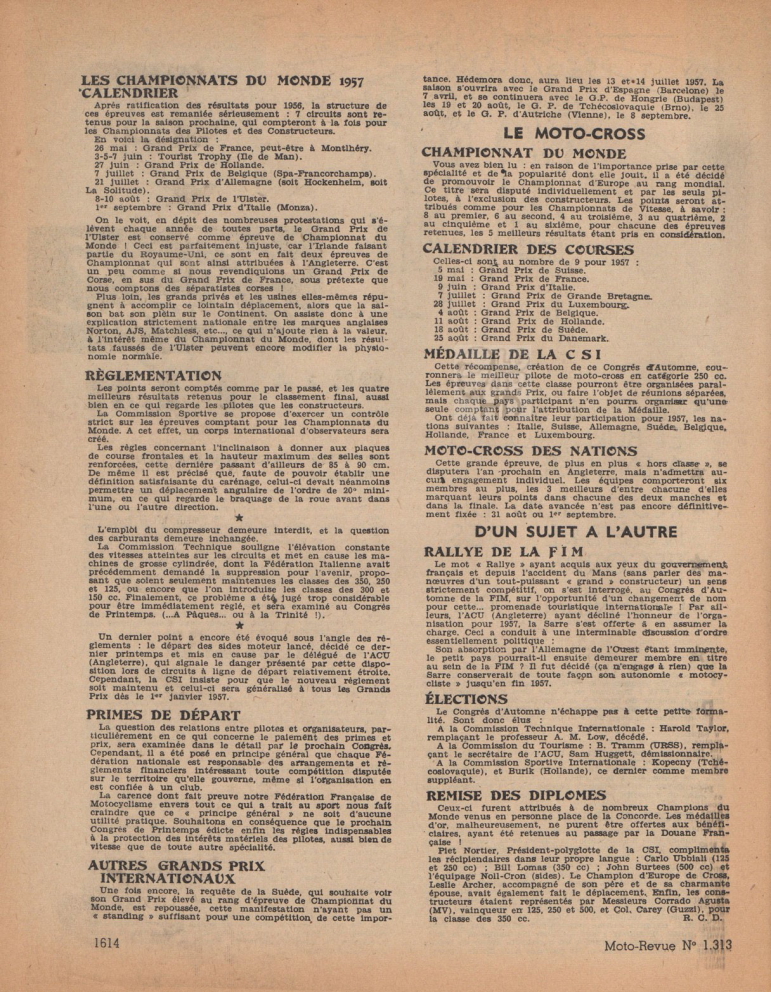 LES CHAMPIONNATS DU MONDE 1957
CALENDRIER
Après ratification des résultats pour 1956, la structure de
ces épreuves est remaniée sérieusement : 7 circuits sont re-
tenus pour la saison prochaine, qui compteront à la fois pour
les Championnats des Pilotes et des Constructeurs.
En voici la désignation :
26 mai : Grand Prix de France, peut-être à Montlhéry.
3-5-7 juin : Tourist Trophy (Ile de Man).
27 juin : Grand Prix de Hollande.
7 juillet : Grand Prix de Belgique (Spa-Francorchamps).
21 juillet : Grand Prix d'Allemagne (soit Hockenheim, soit
La Solitude).
8-10 août : Grand Prix de l'Ulster.
1er septembre : Grand Prix d'Italie (Monza).
On le voit, en dépit des nombreuses protestations qui s'é-
lèvent chaque année de toutes parts, le Grand Prix de
l'Ulster est conservé comme épreuve de Championnat du
Monde ! Ceci est parfaitement injuste, car l'Irlande faisant
partie du Royaume-Uni, ce sont en fait deux épreuves de
Championnat qui sont ainsi attribuées à l'Angleterre. C'est
un peu comme si nous revendiquions un Grand Prix de
Corse, en sus du Grand Prix de France, sous prétexte que
nous comptons des séparatistes corses !
Plus loin, les grands privés et les usines elles-mêmes répu-
gnent à accomplir ce lointain déplacement, alors que la sai-
son bat son plein sur le Continent. On assiste donc à une
explication strictement nationale entre les marques anglaises
Norton, AJS, Matchless, etc..., ce qui n'ajoute rien à la valeur,
à l'intérêt même du Championnat du Monde, dont les résul-
tats faussés de l'Ulster peuvent encore modifier la physio-
nomie normale.
RÈGLEMENTATION
Les points seront comptés comme par le passé, et les quatre
meilleurs résultats retenus pour le classement final, aussi
bien en ce qui regarde les pilotes que les constructeurs.
La Commission Sportive se propose d'exercer un contrôle
strict sur les épreuves comptant pour les Championnats du
Monde. A cet effet, un corps international d'observateurs sera
créé.
Les règles concernant l'inclinaison à donner aux plaques
de course frontales et la hauteur maximum des selles sont
renforcées, cette dernière passant d'ailleurs de 85 à 90 cm.
De même il est précisé que, faute de pouvoir établir une
définition satisfaisante du carénage, celui-ci devait néanmoins
permettre un déplacement angulaire de l'ordre de 20° mini-
mum, en ce qui regarde le braquage de la roue avant dans
l'une ou l'autre direction.
★
L'emploi du compresseur demeure interdit, et la question
des carburants demeure inchangée.
La Commission Technique souligne l'élévation constante
des vitesses atteintes sur les circuits et met en cause les ma-
chines de grosse cylindrée, dont la Fédération Italienne avait
précédemment demandé la suppression pour l'avenir, propo-
sant que soient seulement maintenues les classes des 350, 250
et 125, ou encore que l'on introduise les classes des 300 et
150 cc. Finalement, ce problème a été jugé trop considérable
pour être immédiatement réglé, et sera examiné au Congrès
de Printemps. (...A Pâques... ou à la Trinité !).
★
Un dernier point a encore été évoqué sous l'angle des rè-
glements : le départ des sides moteur lancé, décidé ce der-
nier printemps et mis en cause par le délégué de l'ACU
(Angleterre), qui signale le danger présenté par cette dispo-
sition lors de circuits à ligne de départ relativement étroite.
Cependant, la CSI insiste pour que le nouveau règlement
soit maintenu et celui-ci sera généralisé à tous les Grands
Prix dès le 1er janvier 1957.
PRIMES DE DÉPART
La question des relations entre pilotes et organisateurs, par-
ticulièrement en ce qui concerne le paiement des primes et
prix, sera examinée dans le détail par le prochain Congrès.
Cependant, il a été posé en principe général que chaque Fé-
dération nationale est responsable des arrangements et rè-
glements financiers intéressant toute compétition disputée
sur le territoire qu'elle gouverne, même si l'organisation en
est confiée à un club.
La carence dont fait preuve notre Fédération Française de
Motocyclisme envers tout ce qui a trait au sport nous fait
craindre que ce « principe général » ne soit d'aucune
utilité pratique. Souhaitons en conséquence que le prochain
Congrès de Printemps édicte enfin les règles indispensables
à la protection des intérêts matériels des pilotes, aussi bien de
vitesse que de toute autre spécialité.
AUTRES GRANDS PRIX
INTERNATIONAUX
Une fois encore, la requête de la Suède, qui souhaite voir
son Grand Prix élevé au rang d'épreuve de Championnat du
Monde, est repoussée, cette manifestation n'ayant pas un
« standing » suffisant pour une compétition de cette impor-
tance. Hédemora donc, aura lieu les 13 et 14 juillet 1957. La
saison s'ouvrira avec le Grand Prix d'Espagne (Barcelone) le
7 avril, et se continuera avec le G.P. de Hongrie (Budapest)
les 19 et 20 août, le G. P. de Tchécoslovaquie (Brno), le 25
août, et le G. P. d'Autriche (Vienne), le 8 septembre.
LE MOTO-CROSS
CHAMPIONNAT DU MONDE
Vous avez bien lu : en raison de l'importance prise par cette
spécialité et de la popularité dont elle jouit, il a été décidé
de promouvoir le Championnat d'Europe au rang mondial.
Ce titre sera disputé individuellement et par les seuls pi-
lotes, à l'exclusion des constructeurs. Les points seront at-
tribués comme pour les Championnats de Vitesse, à savoir :
8 au premier, 6 au second, 4 au troisième, 3 au quatrième, 2
au cinquième et 1 au sixième, pour chacune des épreuves
retenues, les 5 meilleurs résultats étant pris en considération.
CALENDRIER DES COURSES
Celles-ci sont au nombre de 9 pour 1957 :
5 mai : Grand Prix de Suisse.
19 mai : Grand Prix de France.
9 juin : Grand Prix d'Italie.
7 juillet : Grand Prix de Grande Bretagne.
28 juillet : Grand Prix du Luxembourg.
4 août : Grand Prix de Belgique.
11 août : Grand Prix de Hollande.
18 août : Grand Prix de Suède.
25 août : Grand Prix du Danemark.
MÉDAILLE DE LA C S I
Cette récompense, création de ce Congrès d'Automne, cou-
ronnera le meilleur pilote de moto-cross en catégorie 250 cc.
Les épreuves dans cette classe pourront être organisées paral-
lèlement aux grands Prix, ou faire l'objet de réunions séparées,
mais chaque pays participant n'en pourra organiser qu'une
seule comptant pour l'attribution de la Médaille.
Ont déjà fait connaître leur participation pour 1957, les na-
tions suivantes : Italie, Suisse, Allemagne, Suède, Belgique,
Hollande, France et Luxembourg.
MOTO-CROSS DES NATIONS
Cette grande épreuve, de plus en plus « hors classe », se
disputera l'an prochain en Angleterre, mais n'admettra au-
cun engagement individuel. Les équipes comporteront six
membres au plus, les 3 meilleurs d'entre chacune d'elles
marquant leurs points dans chacune des deux manches et
dans la finale. La date avancée n'est pas encore définitive-
ment fixée : 31 août ou 1er septembre.
D'UN SUJET A L'AUTRE
RALLYE DE LA F I M
Le mot « Rallye » ayant acquis aux yeux du gouvernement
français et depuis l'accident du Mans (sans parler des ma-
nœuvres d'un tout-puissant « grand » constructeur) un sens
strictement compétitif, on s'est interrogé, au Congrès d'Au-
tomne de la FIM, sur l'opportunité d'un changement de nom
pour cette... promenade touristique internationale ! Par ail-
leurs, l'ACU (Angleterre) ayant décliné l'honneur de l'orga-
nisation pour 1957, la Sarre s'est offerte à en assumer la
charge. Ceci a conduit à une interminable discussion d'ordre
essentiellement politique :
Son absorption par l'Allemagne de l'Ouest étant imminente,
le petit pays pourrait-il ensuite demeurer membre en titre
au sein de la FIM ? Il fut décidé (ça n'engage à rien) que la
Sarre conserverait de toute façon son autonomie « motocy-
cliste » jusqu'en fin 1957.
ÉLECTIONS
Le Congrès d'Automne n'échappe pas à cette petite forma-
lité. Sont donc élus :
A la Commission Technique Internationale : Harold Taylor,
remplaçant le professeur A. M. Low, décédé.
A la Commission du Tourisme : B. Tramm (URSS), rempla-
çant le secrétaire de l'ACU, Sam Huggett, démissionnaire.
A la Commission Sportive Internationale : Kopecny (Tché-
coslovaquie), et Burik (Hollande), ce dernier comme membre
suppléant.
REMISE DES DIPLOMES
Ceux-ci furent attribués à de nombreux Champions du
Monde venus en personne place de la Concorde. Les médailles
d'or, malheureusement, ne purent être offertes aux bénéfi-
ciaires, ayant été retenues au passage par la Douane Fran-
çaise !
Piet Nortier, Président-polyglotte de la CSI, complimenta
les récipiendaires dans leur propre langue : Carlo Ubbiali (125
et 250 cc) ; Bill Lomas (350 cc) ; John Surtees (500 cc) et
l'équipage Noll-Cron (sides). Le Champion d'Europe de Cross,
Leslie Archer, accompagné de son père et de sa charmante
épouse, avait également fait le déplacement. Enfin, les cons-
tructeurs étaient représentés par Messieurs Corrado Agusta
(MV), vainqueur en 125, 250 et 500, et Col. Carey (Guzzi), pour
la classe des 350 cc. R. C. D.
1614
Moto-Revue N° 1.313